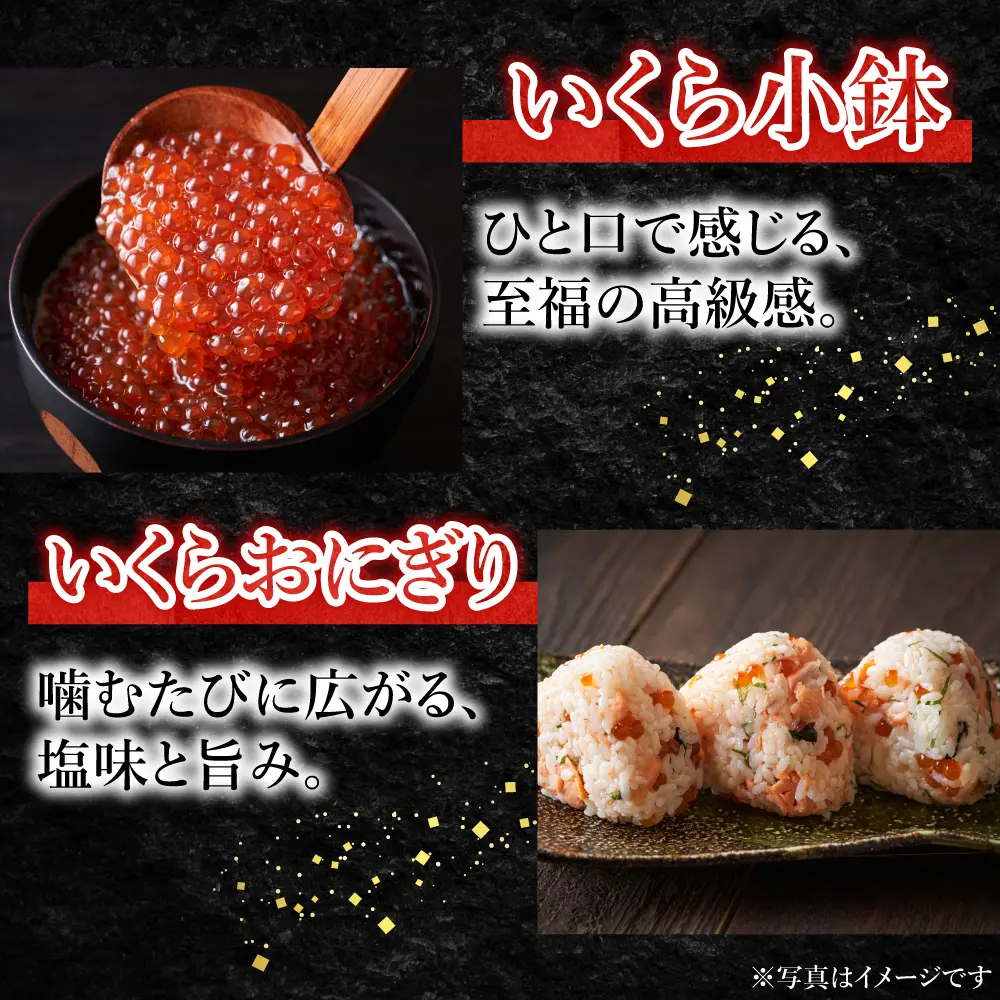 いくら小鉢
ひと口で感じる、
至福の高級感。
いくらおにぎり
噛むたびに広がる、
塩味と旨み。
※写真はイメージです